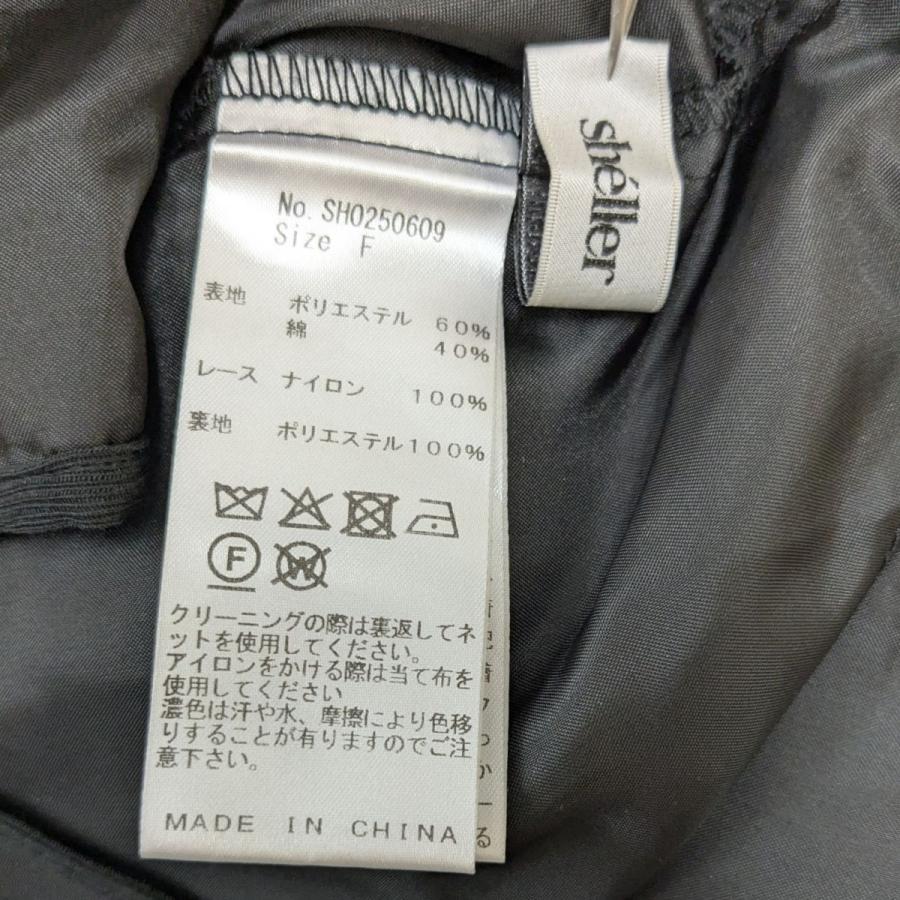 shéller
No. SH0250609
Size F
表地 ポリエステル 60%
綿 40%
レース ナイロン 100%
裏地 ポリエステル100%
F
W
クリーニングの際は裏返してネ
ットを使用してください。
アイロンをかける際は当て布を
使用してください
濃色は汗や水、摩擦により色移
りすることが有りますのでご注
意下さい。
MADE IN CHINA
っ
か
ー
る